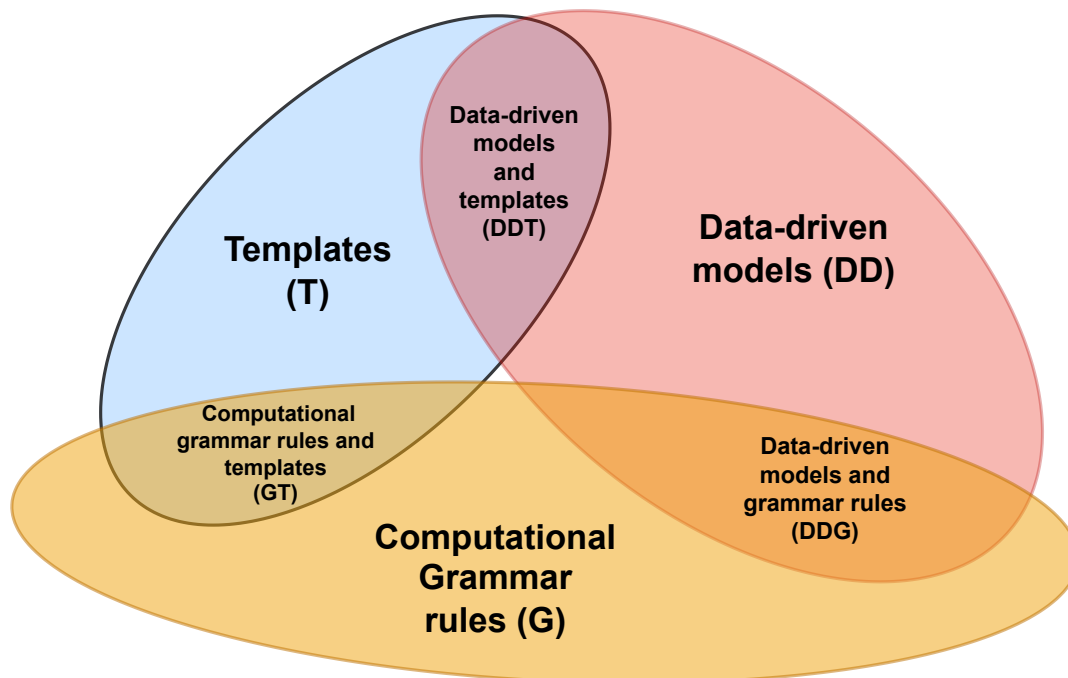 Data-driven
models
and
templates
(DDT)
Templates
(T)
Data-driven
models (DD)
Computational
grammar rules and
templates
(GT)
Data-driven
models and
grammar rules
(DDG)
Computational
Grammar
rules (G)